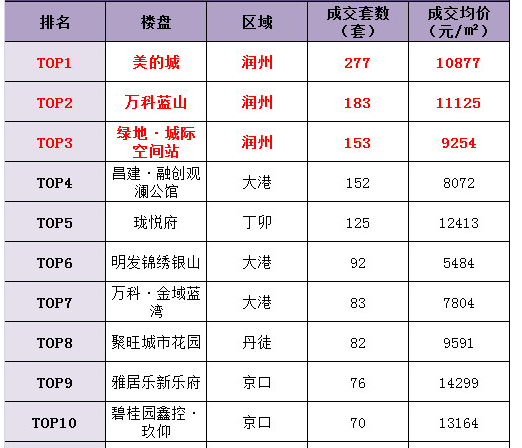 排名 楼盘 区域 成交套数 成交均价
（套） （元/㎡）
TOP1 美的城 润州 277 10877
TOP2 万科蓝山 润州 183 11125
TOP3 绿地·城际 润州 153 9254
空间站
TOP4 昌建·融创观 大港 152 8072
澜公馆
TOP5 珑悦府 丁卯 125 12413
TOP6 明发锦绣银山 大港 92 5484
TOP7 万科·金域蓝 大港 83 7804
湾
TOP8 聚旺城市花园 丹徒 82 9591
TOP9 雅居乐新乐府 京口 76 14299
TOP10 碧桂园鑫控· 京口 70 13164
玖仰